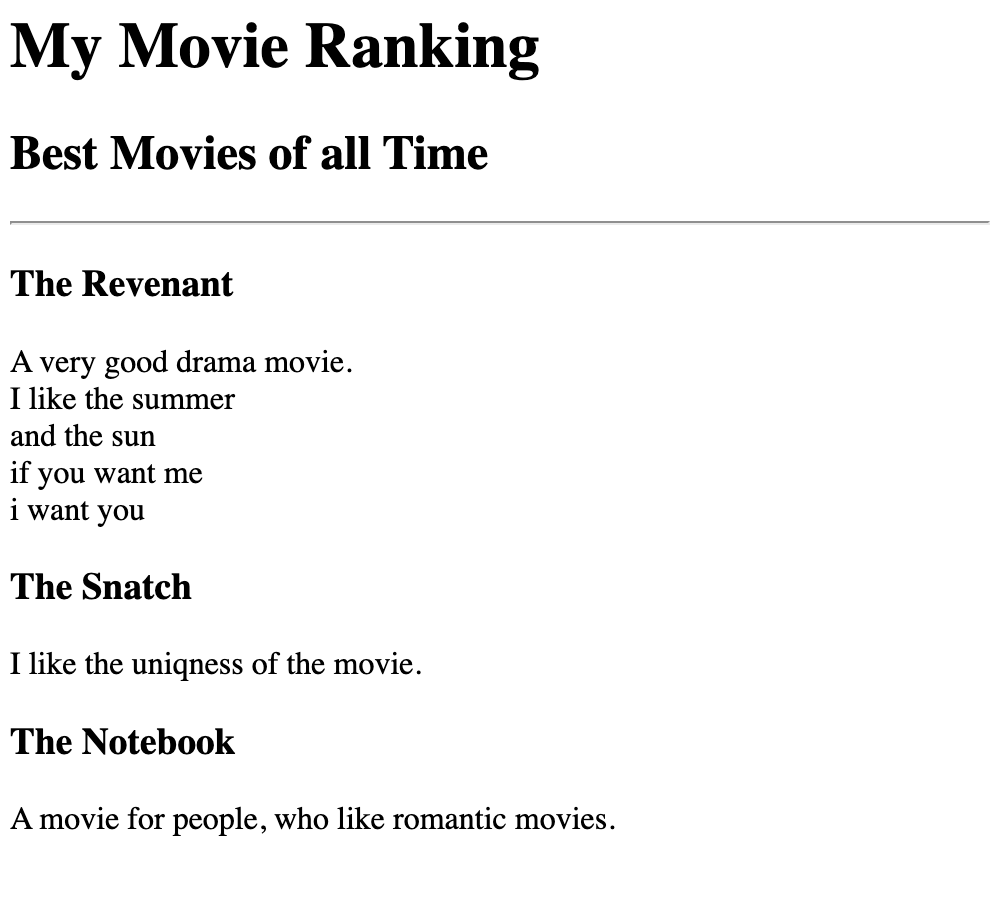 My Movie Ranking
Best Movies of all Time
The Revenant
A very good drama movie.
I like the summer
and the sun
if you want me
i want you
The Snatch
I like the uniqness of the movie.
The Notebook
A movie for people, who like romantic movies.